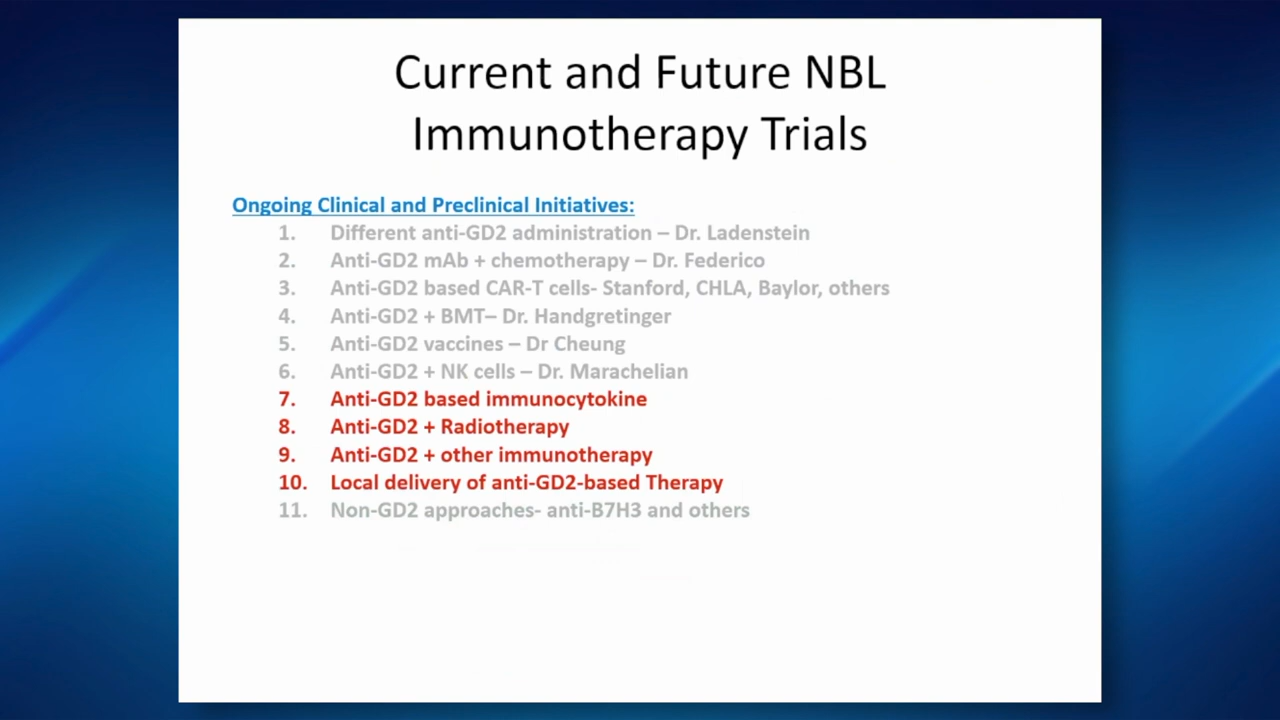 Current and Future NBL
Immunotherapy Trials
Ongoing Clinical and Preclinical Initiatives:
1. Different anti-GD2 administration – Dr. Ladenstein
2. Anti-GD2 mAb + chemotherapy – Dr. Federico
3. Anti-GD2 based CAR-T cells- Stanford, CHLA, Baylor, others
4. Anti-GD2 + BMT– Dr. Handgretinger
5. Anti-GD2 vaccines – Dr Cheung
6. Anti-GD2 + NK cells – Dr. Marachelian
7. Anti-GD2 based immunocytokine
8. Anti-GD2 + Radiotherapy
9. Anti-GD2 + other immunotherapy
10. Local delivery of anti-GD2-based Therapy
11. Non-GD2 approaches- anti-B7H3 and others